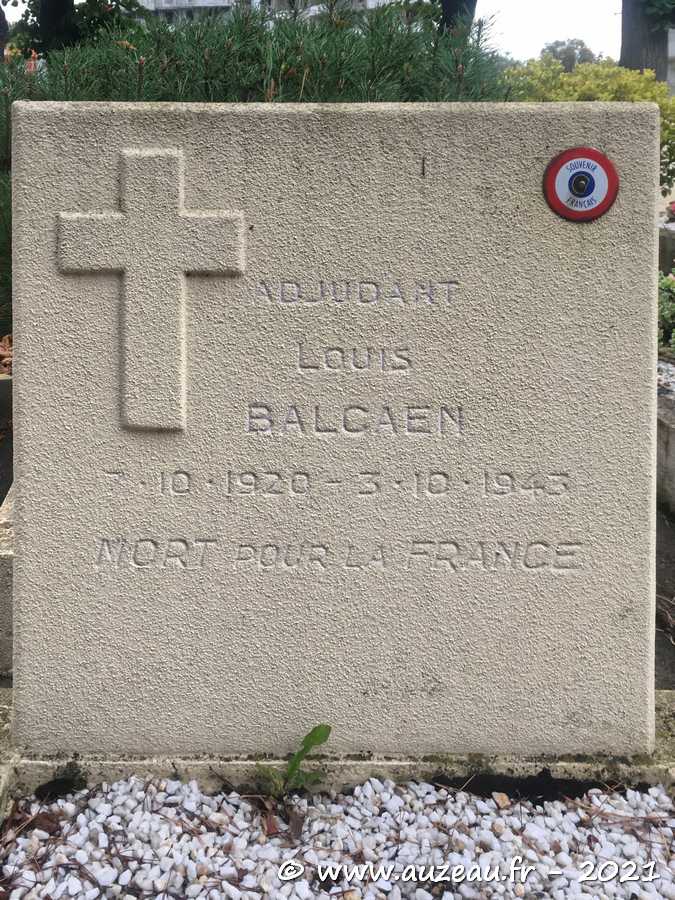 SOUVENIR
FRANÇAIS
ADJUDANT
LOUIS
BALCAEN
7·10·1920 - 3·10·1943
MORT POUR LA FRANCE
© www.auzeau.fr - 2021